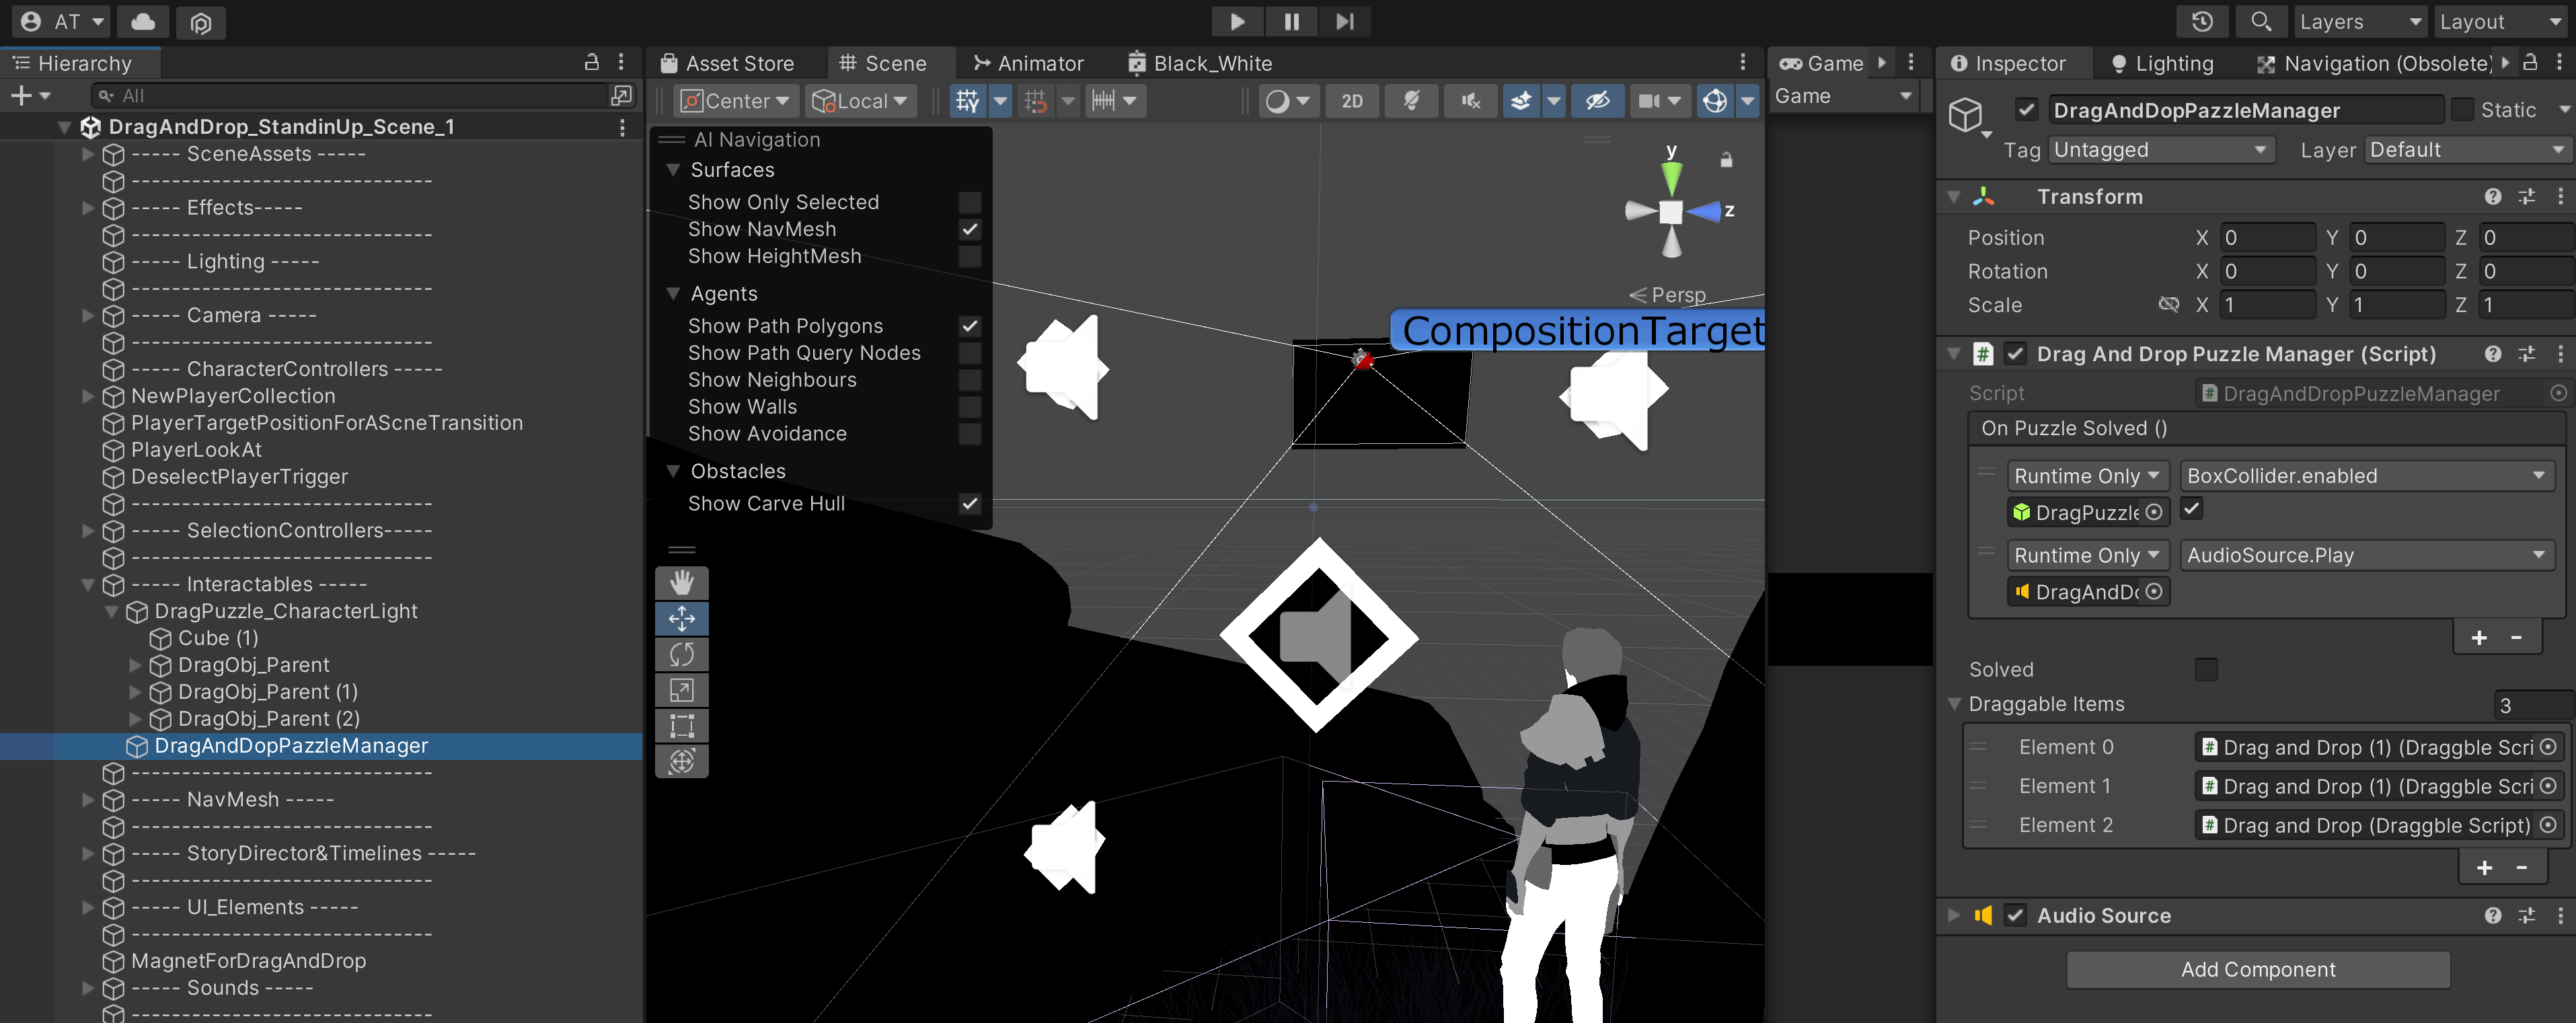 AT
Layers
Layout
Hierarchy
All
DragAndDrop_StandinUp_Scene_1
----- SceneAssets -----
----------------------------
----- Effects-----
----------------------------
----- Lighting -----
----------------------------
----- Camera -----
----------------------------
----- CharacterControllers -----
NewPlayerCollection
PlayerTargetPositionForAScneTransition
PlayerLookAt
DeselectPlayerTrigger
----------------------------
----- SelectionControllers-----
----------------------------
----- Interactables -----
DragPuzzle_CharacterLight
Cube (1)
DragObj_Parent
DragObj_Parent (1)
DragObj_Parent (2)
DragAndDopPazzleManager
----------------------------
----- NavMesh -----
----------------------------
----- StoryDirector&Timelines -----
----------------------------
----- UI_Elements -----
----------------------------
MagnetForDragAndDrop
----- Sounds -----
----------------------------
Asset Store
Scene
Animator
Black_White
Center
Local
2D
AI Navigation
Surfaces
Show Only Selected
Show NavMesh
Show HeightMesh
Agents
Show Path Polygons
Show Path Query Nodes
Show Neighbours
Show Walls
Show Avoidance
Obstacles
Show Carve Hull
y
z
Persp
CompositionTarget
Game
Game
Inspector
Lighting
Navigation (Obsolete)
DragAndDopPazzleManager
Static
Tag Untagged Layer Default
Transform
Position X 0 Y 0 Z 0
Rotation X 0 Y 0 Z 0
Scale X 1 Y 1 Z 1
# Drag And Drop Puzzle Manager (Script)
Script # DragAndDropPuzzleManager
On Puzzle Solved ()
Runtime Only BoxCollider.enabled
DragPuzzle
Runtime Only AudioSource.Play
DragAndDo
+ -
Solved
Draggable Items 3
Element 0 # Drag and Drop (1) (Draggble Scri
Element 1 # Drag and Drop (1) (Draggble Scri
Element 2 # Drag and Drop (Draggble Script)
+ -
Audio Source
Add Component